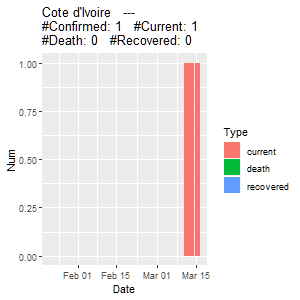 Cote d'Ivoire   ---
#Confirmed: 1   #Current: 1
#Death: 0   #Recovered: 0
Num
1.00
0.75
0.50
0.25
0.00
Feb 01 Feb 15 Mar 01 Mar 15
Date
Type
current
death
recovered